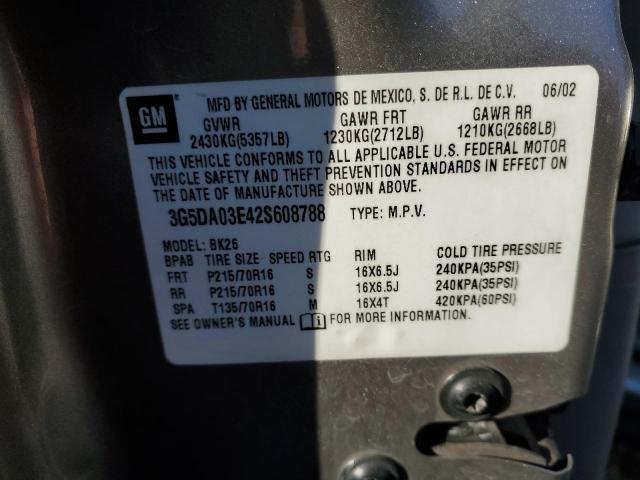 GM
MFD BY GENERAL MOTORS DE MEXICO, S. DE R.L. DE C.V. 06/02
GVWR GAWR FRT GAWR RR
2430KG(5357LB) 1230KG(2712LB) 1210KG(2668LB)
THIS VEHICLE CONFORMS TO ALL APPLICABLE U.S. FEDERAL MOTOR
VEHICLE SAFETY AND THEFT PREVENTION STANDARDS IN EFFECT ON
THE DATE OF MANUFACTURE SHOWN ABOVE.
3G5DA03E42S608788 TYPE: M.P.V.
MODEL: BK26
BPAB TIRE SIZE SPEED RTG RIM COLD TIRE PRESSURE
FRT P215/70R16 S 16X6.5J 240KPA(35PSI)
RR P215/70R16 S 16X6.5J 240KPA(35PSI)
SPA T135/70R16 M 16X4T 420KPA(60PSI)
SEE OWNER'S MANUAL FOR MORE INFORMATION.